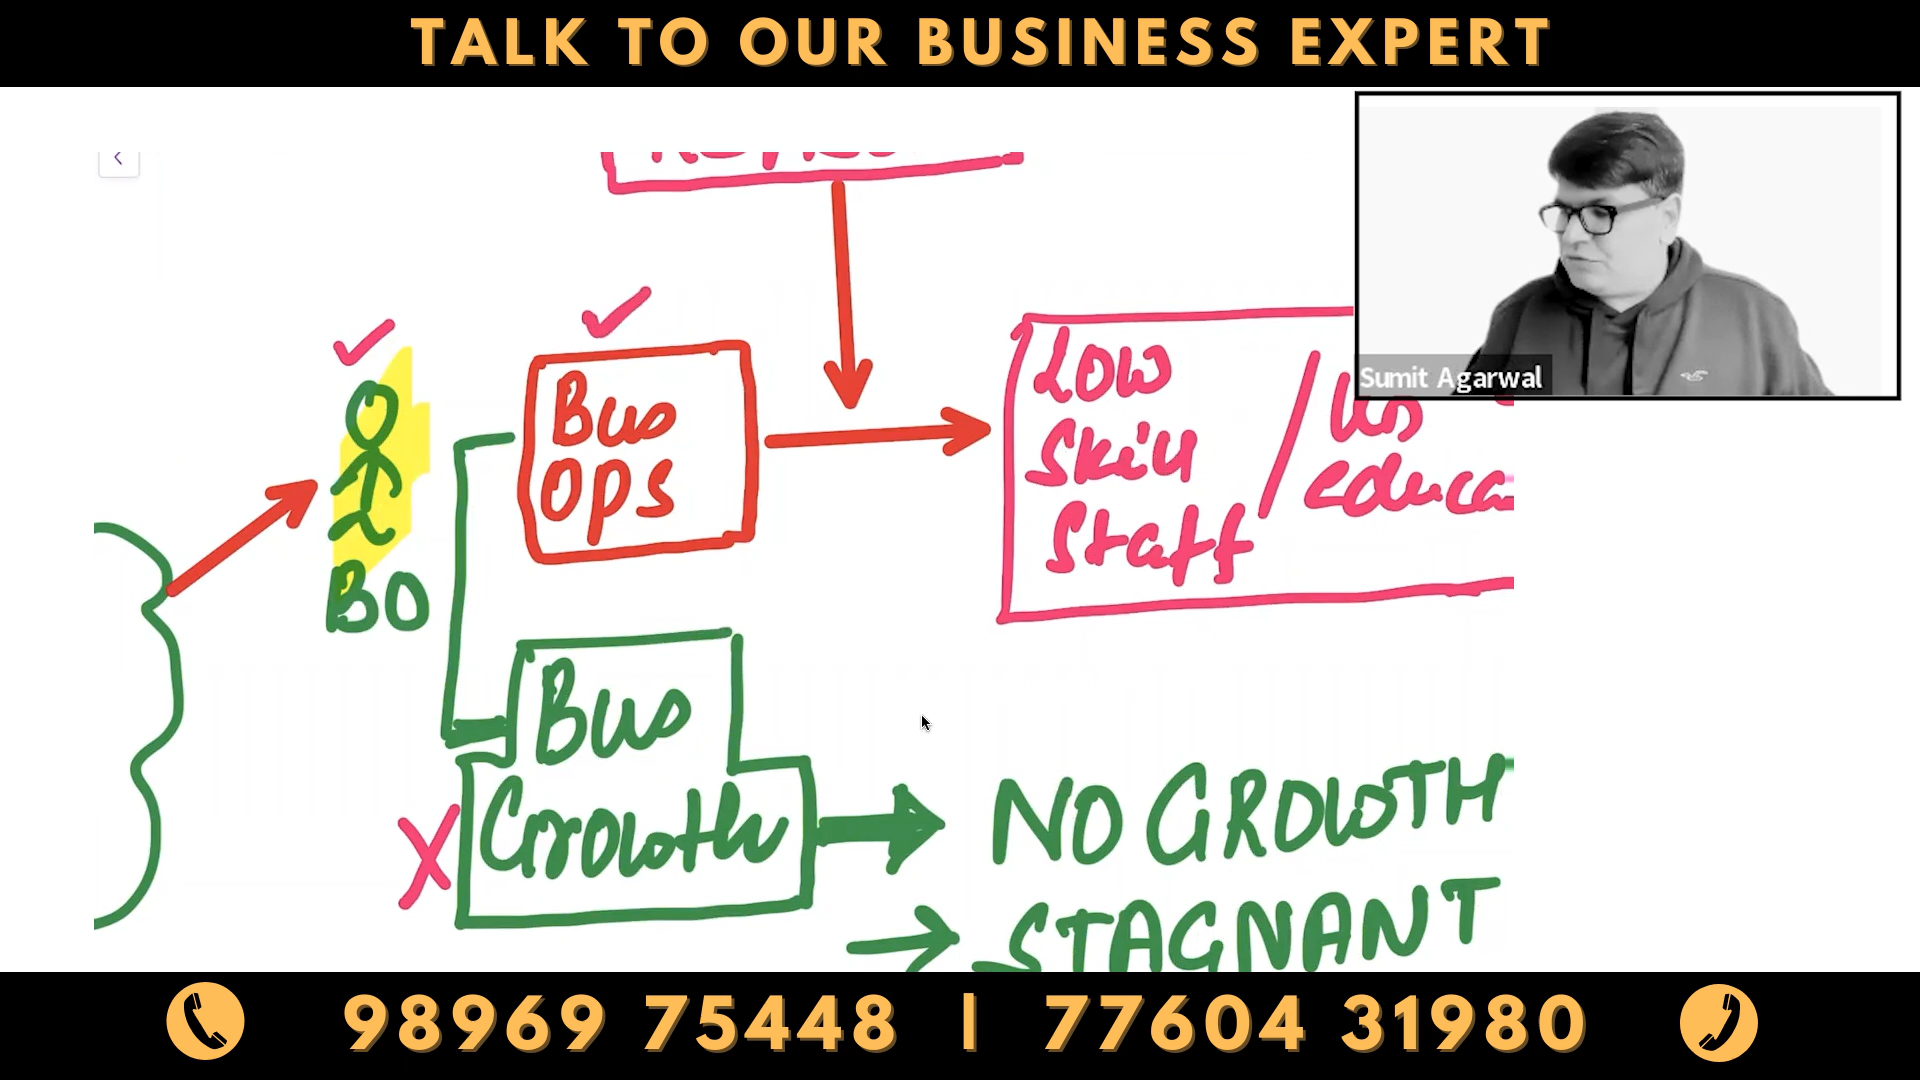 TALK TO OUR BUSINESS EXPERT
Sumit Agarwal
Bus
OPS
Low
Skill
Staff
/
BO
Bus
Growth
X
NO GROWTH
STAGNANT
98969 75448 | 77604 31980